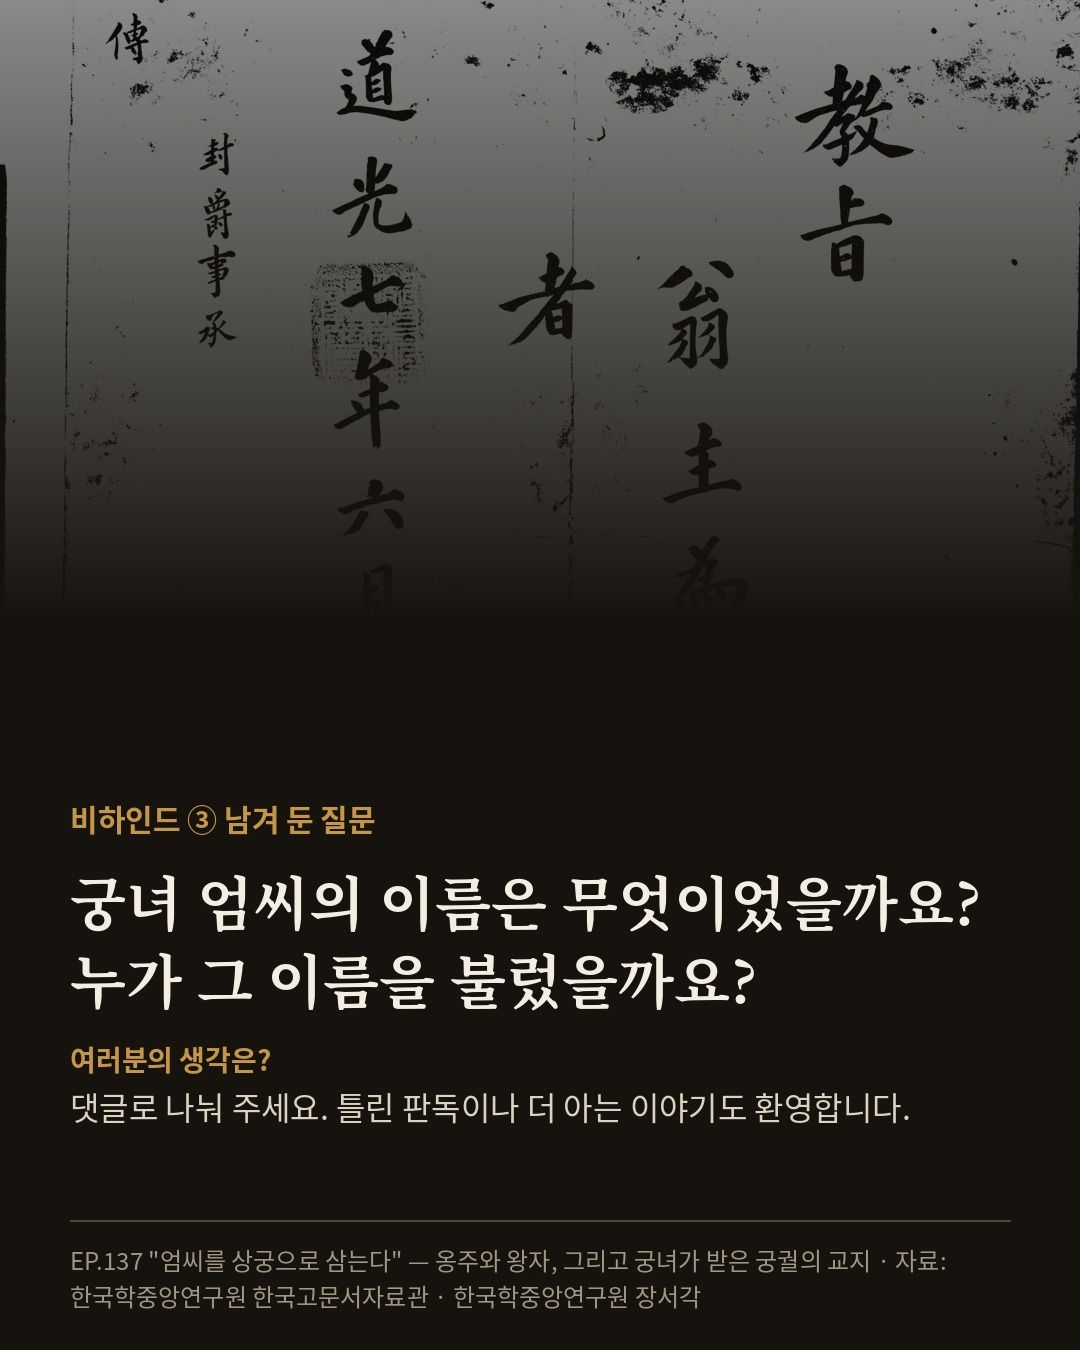 教旨
翁主為
者
道光七年六月
封爵事承
傳
비하인드 ③ 남겨 둔 질문
궁녀 엄씨의 이름은 무엇이었을까요?
누가 그 이름을 불렀을까요?
여러분의 생각은?
댓글로 나눠 주세요. 틀린 판독이나 더 아는 이야기도 환영합니다.
EP.137 "엄씨를 상궁으로 삼는다" — 옹주와 왕자, 그리고 궁녀가 받은 궁궐의 교지 · 자료:
한국학중앙연구원 한국고문서자료관 · 한국학중앙연구원 장서각